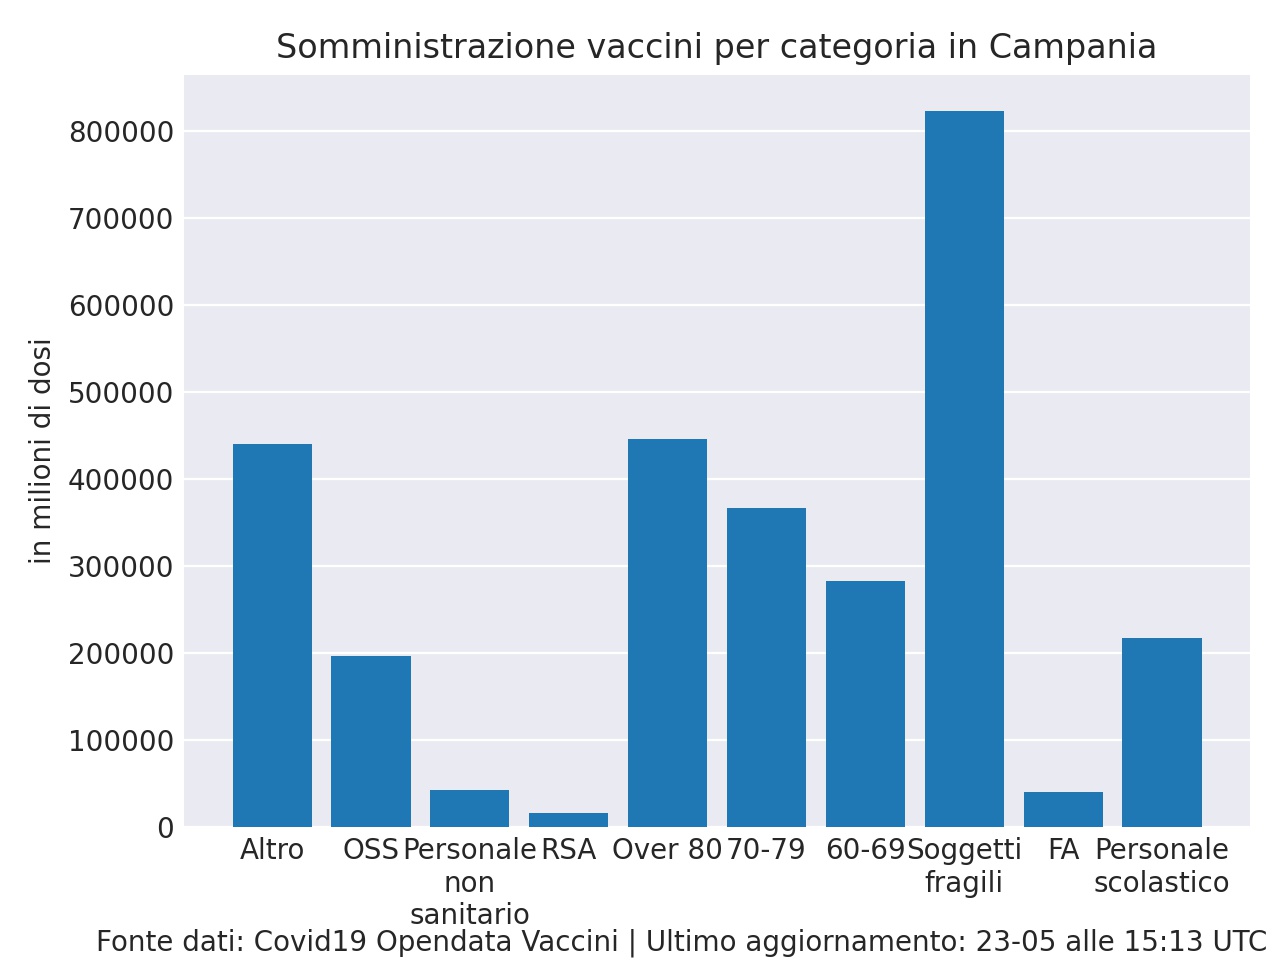 Somministrazione vaccini per categoria in Campania
in milioni di dosi
800000
700000
600000
500000
400000
300000
200000
100000
0
Altro
OSS
Personale
non
sanitario
RSA
Over 80
70-79
60-69
Soggetti
fragili
FA
Personale
scolastico
Fonte dati: Covid19 Opendata Vaccini | Ultimo aggiornamento: 23-05 alle 15:13 UTC